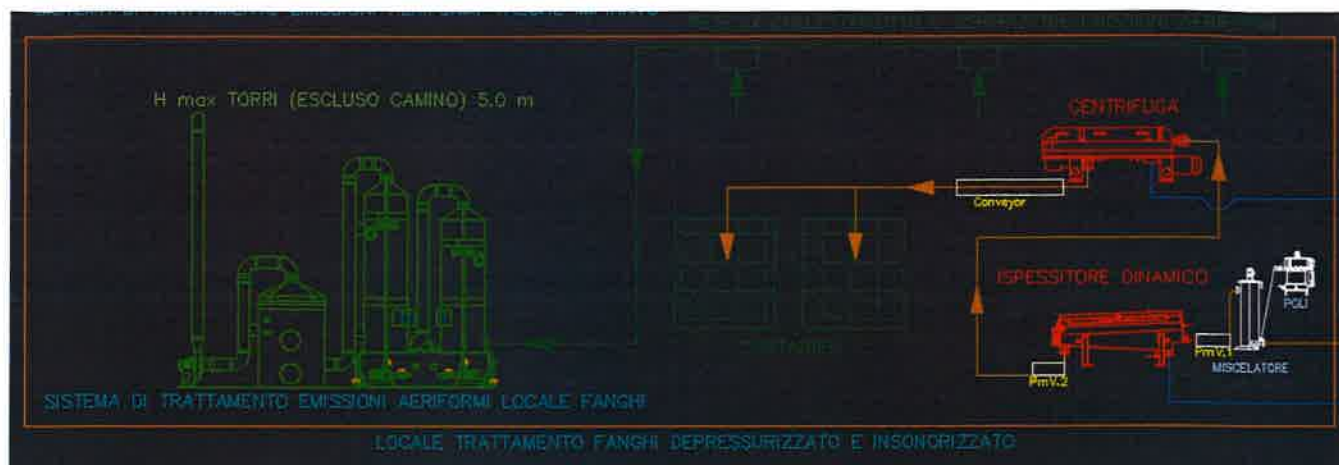 H max TORRI (ESCLUSO CAMINO) 5.0 m
CENTRIFUGA
Conveyor
ISPESSITORE DINAMICO
POLI
PmV.1
MISCELATORE
PmV.2
CONTAINER
SISTEMA DI TRATTAMENTO EMISSIONI AERIFORMI LOCALE FANGHI
LOCALE TRATTAMENTO FANGHI DEPRESSURIZZATO E INSONORIZZATO